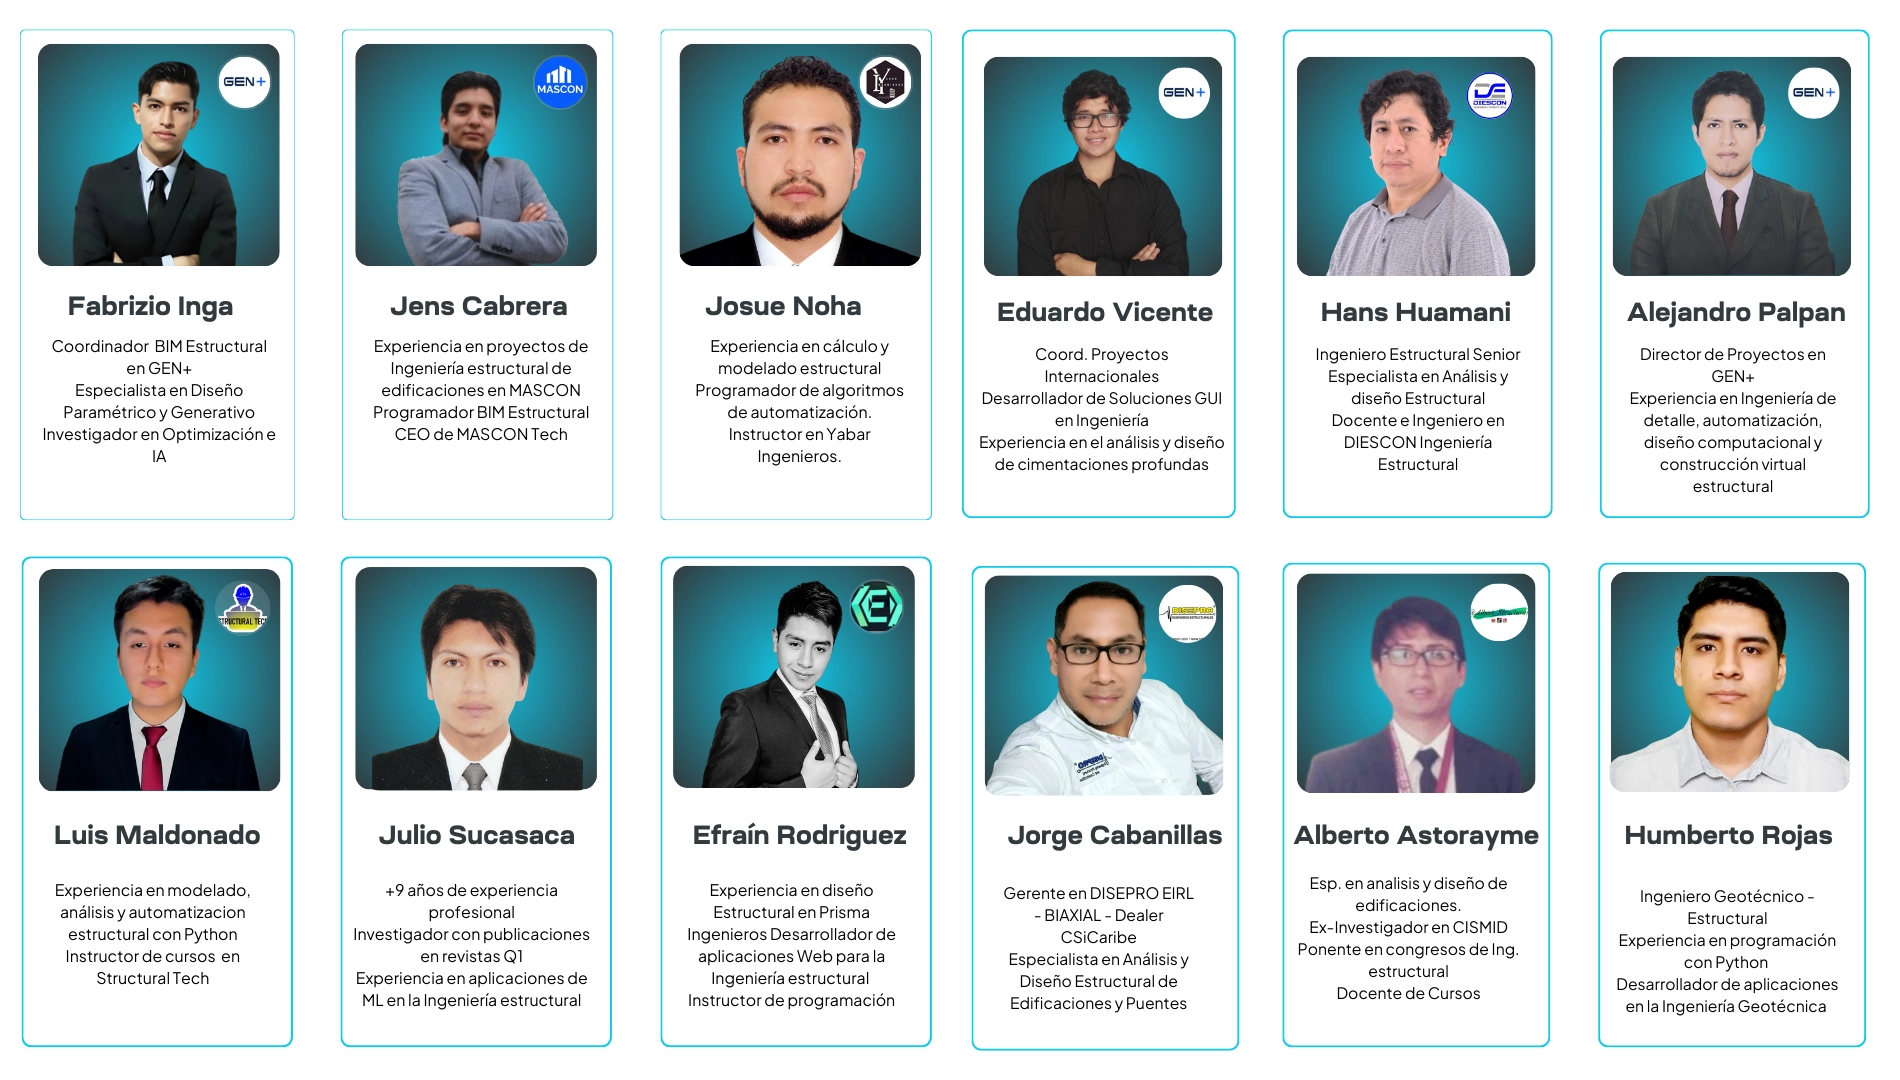 GEN+
Fabrizio Inga
Coordinador BIM Estructural
en GEN+
Especialista en Diseño
Paramétrico y Generativo
Investigador en Optimización e
IA
MASCON
Jens Cabrera
Experiencia en proyectos de
Ingeniería estructural de
edificaciones en MASCON
Programador BIM Estructural
CEO de MASCON Tech
Josue Noha
Experiencia en cálculo y
modelado estructural
Programador de algoritmos
de automatización.
Instructor en Yabar
Ingenieros.
GEN+
Eduardo Vicente
Coord. Proyectos
Internacionales
Desarrollador de Soluciones GUI
en Ingeniería
Experiencia en el análisis y diseño
de cimentaciones profundas
DIESCON
Hans Huamani
Ingeniero Estructural Senior
Especialista en Análisis y
diseño Estructural
Docente e Ingeniero en
DIESCON Ingeniería
Estructural
GEN+
Alejandro Palpan
Director de Proyectos en
GEN+
Experiencia en Ingeniería de
detalle, automatización,
diseño computacional y
construcción virtual
estructural
STRUCTURAL TECH
Luis Maldonado
Experiencia en modelado,
análisis y automatizacion
estructural con Python
Instructor de cursos en
Structural Tech
Julio Sucasaca
+9 años de experiencia
profesional
Investigador con publicaciones
en revistas Q1
Experiencia en aplicaciones de
ML en la Ingeniería estructural
E
Efraín Rodriguez
Experiencia en diseño
Estructural en Prisma
Ingenieros Desarrollador de
aplicaciones Web para la
Ingeniería estructural
Instructor de programación
DISEPRO
INGENIEROS ESTRUCTURALES
Jorge Cabanillas
Gerente en DISEPRO EIRL
- BIAXIAL - Dealer
CSiCaribe
Especialista en Análisis y
Diseño Estructural de
Edificaciones y Puentes
Alberto Astorayme
Esp. en analisis y diseño de
edificaciones.
Ex-Investigador en CISMID
Ponente en congresos de Ing.
estructural
Docente de Cursos
Humberto Rojas
Ingeniero Geotécnico -
Estructural
Experiencia en programación
con Python
Desarrollador de aplicaciones
en la Ingeniería Geotécnica